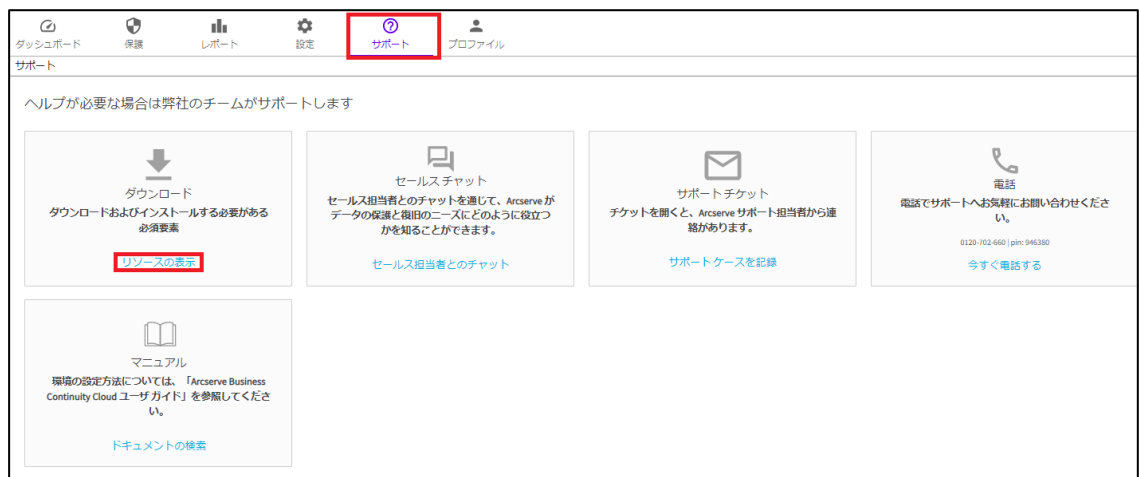 ダッシュボード
保護
レポート
設定
サポート
プロファイル
サポート
ヘルプが必要な場合は弊社のチームがサポートします
ダウンロード
ダウンロードおよびインストールする必要がある
必須要素
リソースの表示
セールス チャット
セールス担当者とのチャットを通じて、Arcserve が
データの保護と復旧のニーズにどのように役立つ
かを知ることができます。
セールス担当者とのチャット
サポート チケット
チケットを開くと、Arcserve サポート担当者から連
絡があります。
サポート ケースを記録
電話
電話でサポートへお気軽にお問い合わせくださ
い。
0120-702-660 | pin: 946380
今すぐ電話する
マニュアル
環境の設定方法については、「Arcserve Business
Continuity Cloud ユーザ ガイド」を参照してくださ
い。
ドキュメントの検索